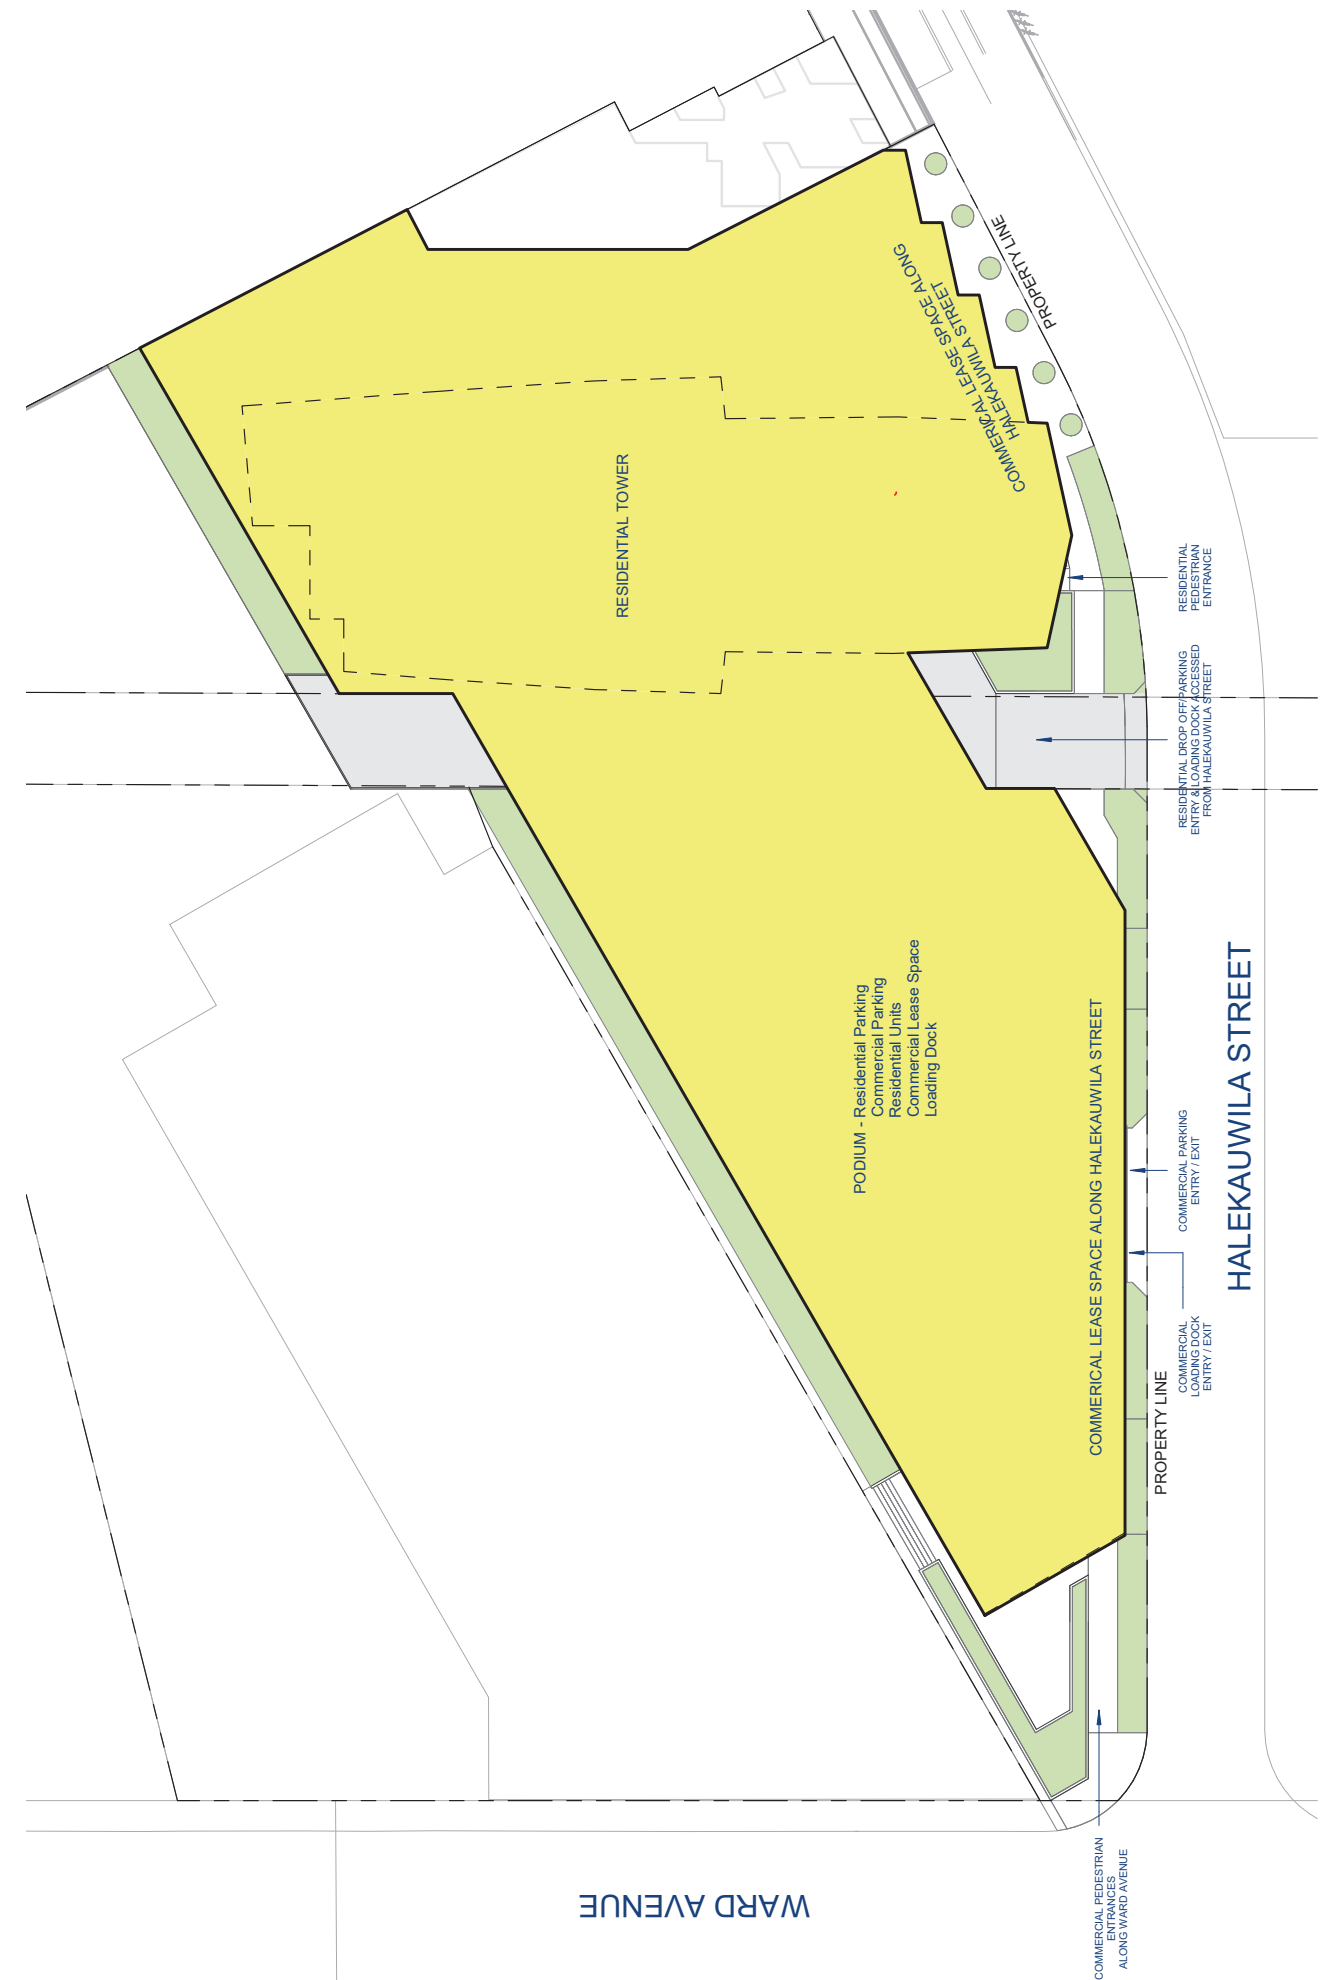 COMMERICAL LEASE SPACE ALONG
HALEKAUWILA STREET
PROPERTY LINE
RESIDENTIAL TOWER
RESIDENTIAL
PEDESTRIAN
ENTRANCE
RESIDENTIAL DROP OFF/PARKING
ENTRY & LOADING DOCK ACCESSED
FROM HALEKAUWILA STREET
PODIUM - Residential Parking
Commercial Parking
Residential Units
Commercial Lease Space
Loading Dock
COMMERICAL LEASE SPACE ALONG HALEKAUWILA STREET
HALEKAUWILA STREET
COMMERCIAL PARKING
ENTRY / EXIT
COMMERCIAL
LOADING DOCK
ENTRY / EXIT
PROPERTY LINE
WARD AVENUE
COMMERCIAL PEDESTRIAN
ENTRANCES
ALONG WARD AVENUE